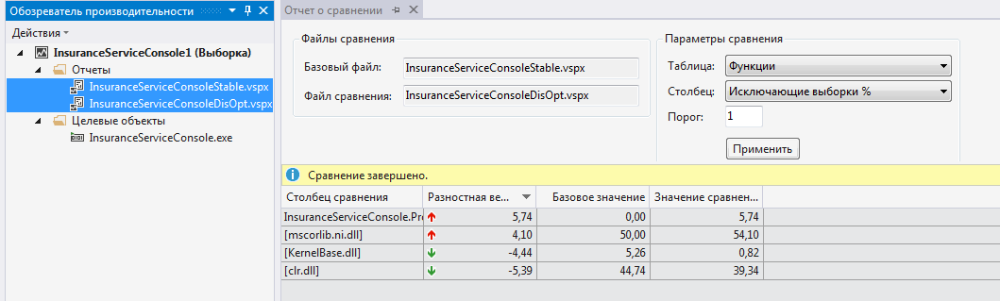 Обозреватель производительности
Действия
InsuranceServiceConsole1 (Выборка)
Отчеты
InsuranceServiceConsoleStable.vspx
InsuranceServiceConsoleDisOpt.vspx
Целевые объекты
InsuranceServiceConsole.exe
Отчет о сравнении
Файлы сравнения
Базовый файл: InsuranceServiceConsoleStable.vspx
Файл сравнения: InsuranceServiceConsoleDisOpt.vspx
Параметры сравнения
Таблица: Функции
Столбец: Исключающие выборки %
Порог: 1
Применить
Сравнение завершено.
Столбец сравнения Разностная ве... Базовое значение Значение сравнен...
InsuranceServiceConsole.Pro 5,74 0,00 5,74
[mscorlib.ni.dll] 4,10 50,00 54,10
[KernelBase.dll] -4,44 5,26 0,82
[clr.dll] -5,39 44,74 39,34